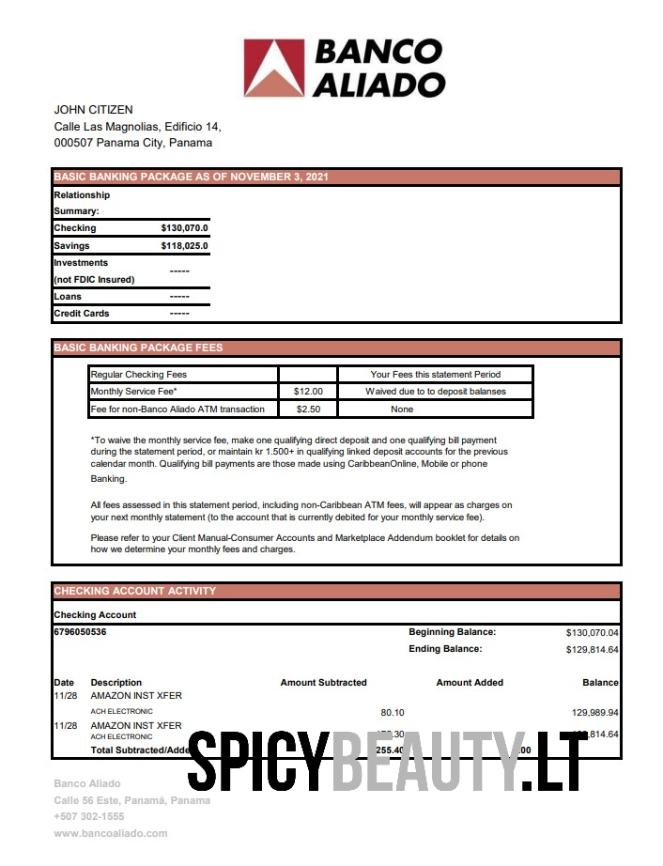 BANCO
ALIADO
JOHN CITIZEN
Calle Las Magnolias, Edificio 14,
000507 Panama City, Panama
BASIC BANKING PACKAGE AS OF NOVEMBER 3, 2021
Relationship
Summary:
Checking $130,070.0
Savings $118,025.0
Investments
(not FDIC Insured) -----
Loans -----
Credit Cards -----
BASIC BANKING PACKAGE FEES
Regular Checking Fees Your Fees this statement Period
Monthly Service Fee* $12.00 Waived due to to deposit balanses
Fee for non-Banco Aliado ATM transaction $2.50 None
*To waive the monthly service fee, make one qualifying direct deposit and one qualifying bill payment
during the statement period, or maintain kr 1.500+ in qualifying linked deposit accounts for the previous
calendar month. Qualifying bill payments are those made using CaribbeanOnline, Mobile or phone
Banking.
All fees assessed in this statement period, including non-Caribbean ATM fees, will appear as charges on
your next monthly statement (to the account that is currently debited for your monthly service fee).
Please refer to your Client Manual-Consumer Accounts and Marketplace Addendum booklet for details on
how we determine your monthly fees and charges.
CHECKING ACCOUNT ACTIVITY
Checking Account
6796050536 Beginning Balance: $130,070.04
Ending Balance: $129,814.64
Date Description Amount Subtracted Amount Added Balance
11/28 AMAZON INST XFER
ACH ELECTRONIC 80.10 129,989.94
11/28 AMAZON INST XFER
ACH ELECTRONIC
Total Subtracted/Adde 255.40
SPICYBEAUTY.LT
Banco Aliado
Calle 56 Este, Panamá, Panama
+507 302-1555
www.bancoaliado.com